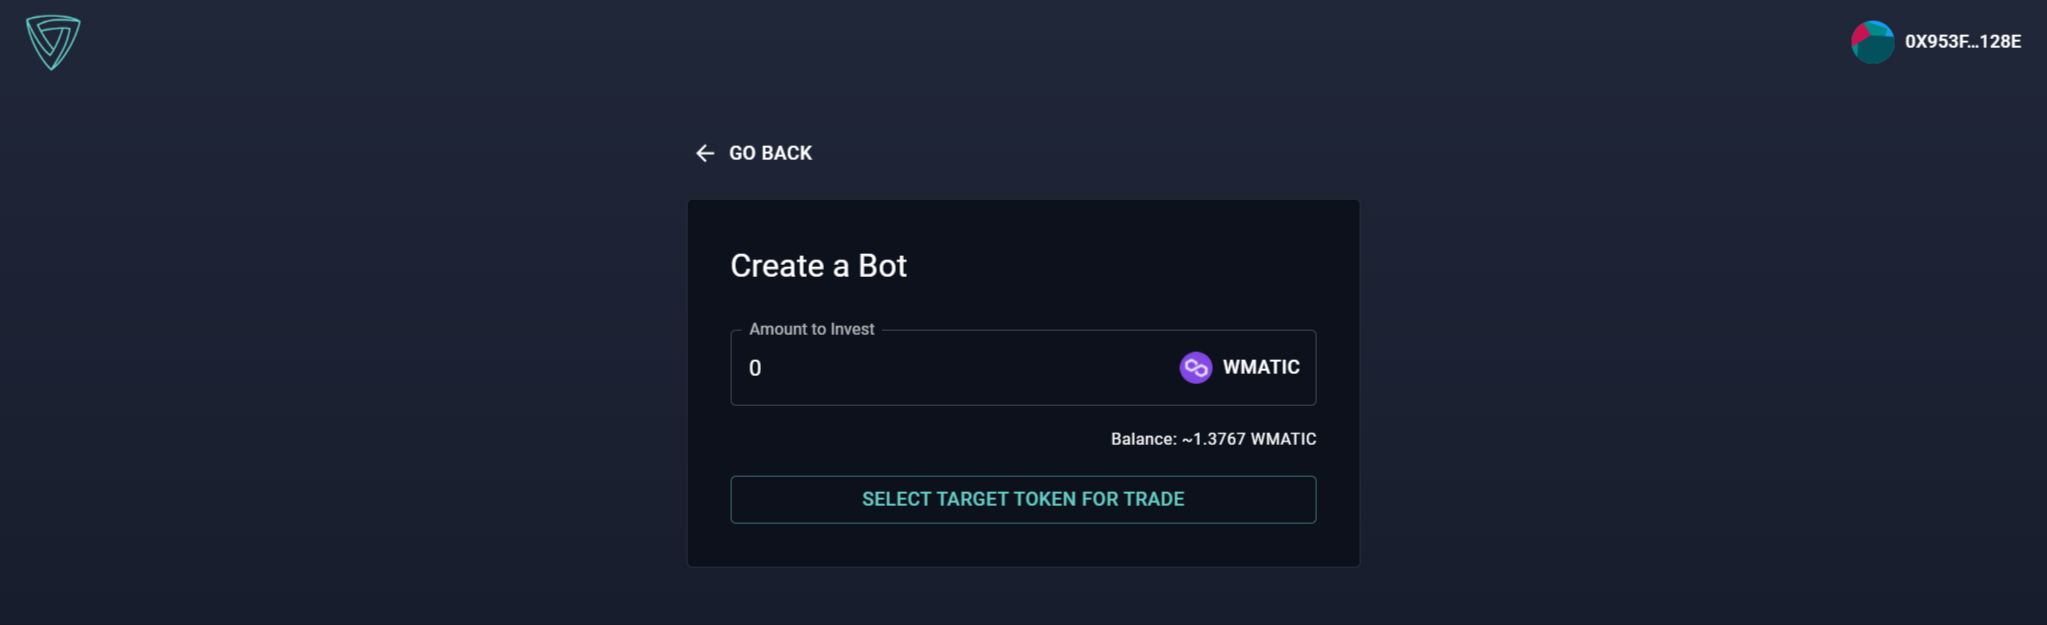 0X953F...128E
GO BACK
Create a Bot
Amount to Invest
0
WMATIC
Balance: ~1.3767 WMATIC
SELECT TARGET TOKEN FOR TRADE